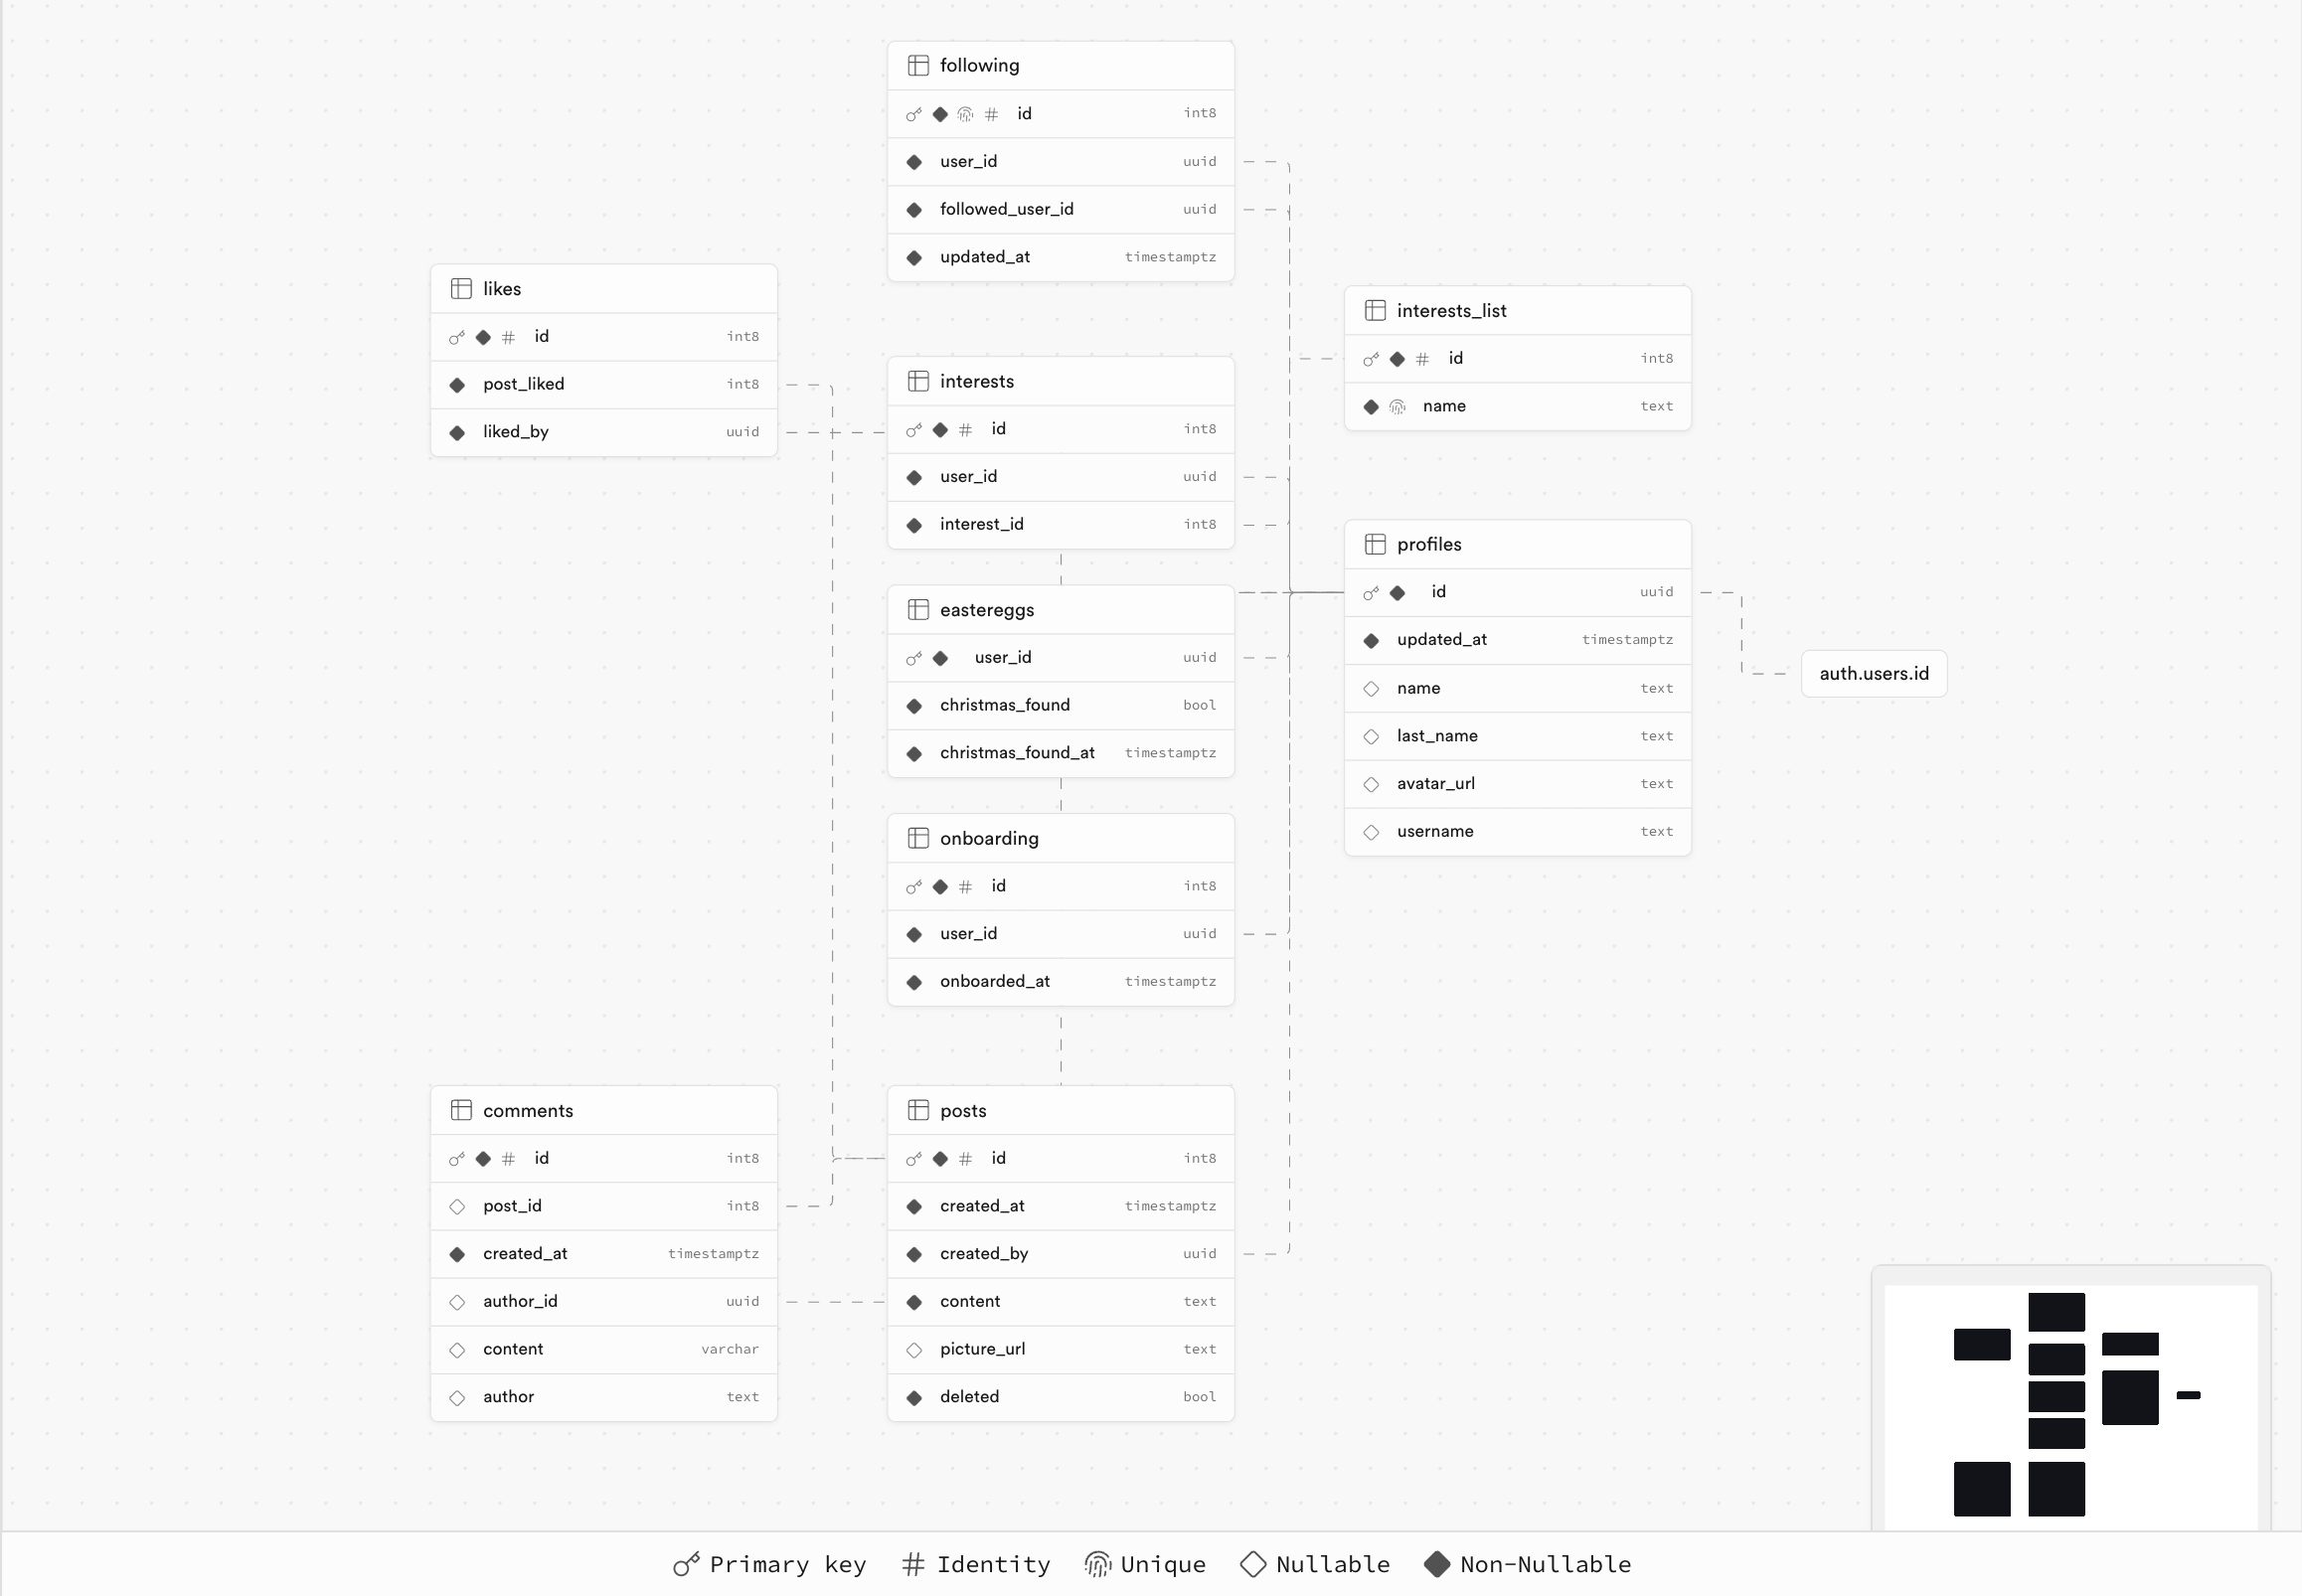 following
id int8
user_id uuid
followed_user_id uuid
updated_at timestamptz
likes
id int8
post_liked int8
liked_by uuid
interests
id int8
user_id uuid
interest_id int8
interests_list
id int8
name text
eastereggs
user_id uuid
christmas_found bool
christmas_found_at timestamptz
profiles
id uuid
updated_at timestamptz
name text
last_name text
avatar_url text
username text
auth.users.id
onboarding
id int8
user_id uuid
onboarded_at timestamptz
comments
id int8
post_id int8
created_at timestamptz
author_id uuid
content varchar
author text
posts
id int8
created_at timestamptz
created_by uuid
content text
picture_url text
deleted bool
Primary key Identity Unique Nullable Non-Nullable